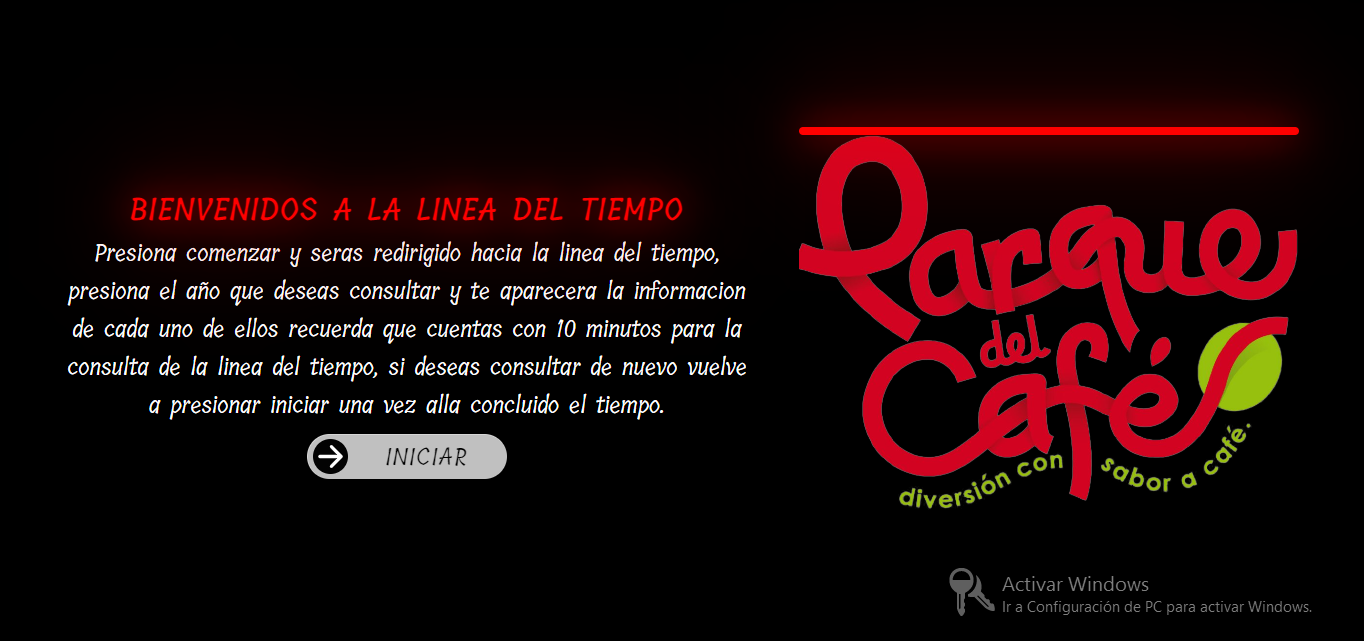 BIENVENIDOS A LA LINEA DEL TIEMPO
Presiona comenzar y seras redirigido hacia la linea del tiempo,
presiona el año que deseas consultar y te aparecera la informacion
de cada uno de ellos recuerda que cuentas con 10 minutos para la
consulta de la linea del tiempo, si deseas consultar de nuevo vuelve
a presionar iniciar una vez alla concluido el tiempo.
INICIAR
Parque
del
Café
diversión con sabor a café.
Activar Windows
Ir a Configuración de PC para activar Windows.